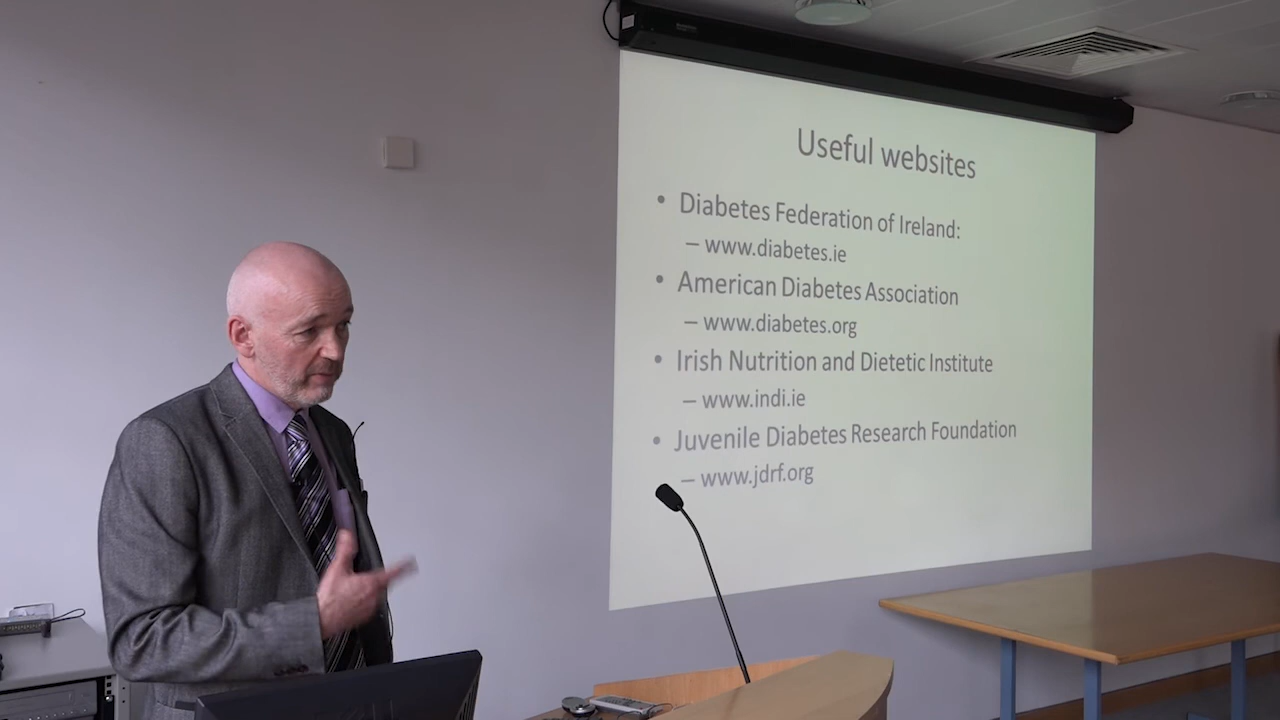 Useful websites
• Diabetes Federation of Ireland:
– www.diabetes.ie
• American Diabetes Association
– www.diabetes.org
• Irish Nutrition and Dietetic Institute
– www.indi.ie
• Juvenile Diabetes Research Foundation
– www.jdrf.org